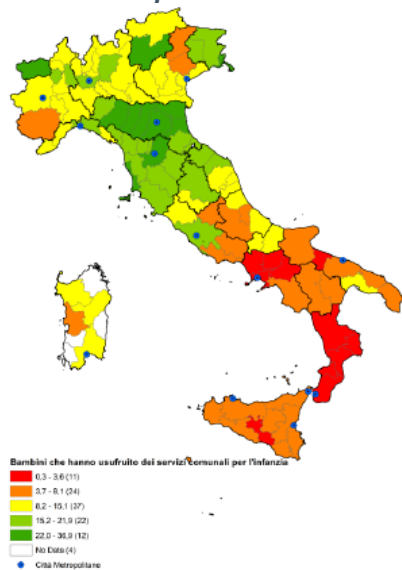 Bambini che hanno usufruito dei servizi comunali per l'infanzia
0,3 - 3,6 (11)
3,7 - 8,1 (24)
8,2 - 15,1 (37)
15,2 - 21,9 (22)
22,0 - 36,9 (12)
No Data (4)
Città Metropolitane